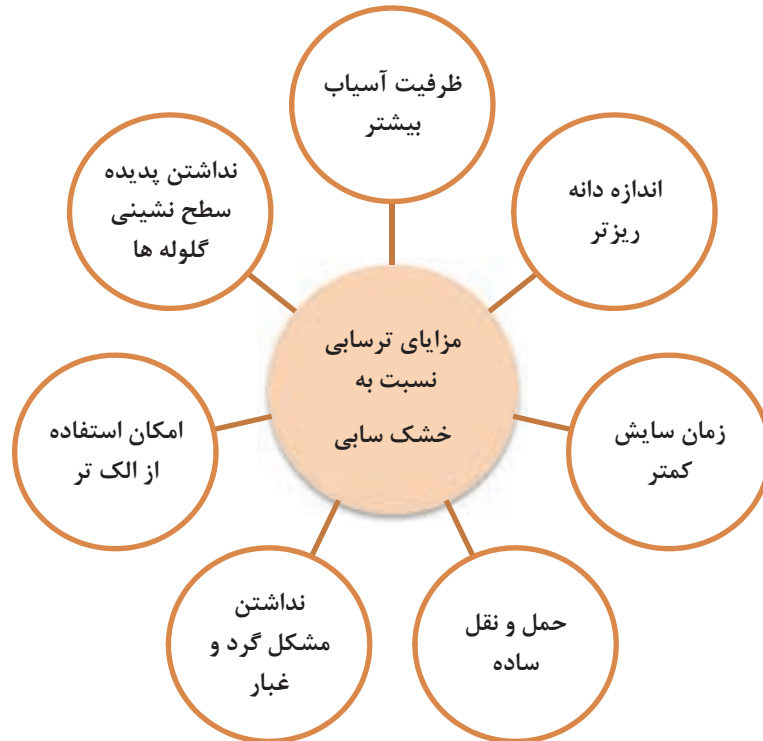 مزایای ترسابی
نسبت به
خشک سابی
ظرفیت آسیاب
بیشتر
اندازه دانه
ریزتر
زمان سایش
کمتر
حمل و نقل
ساده
نداشتن
مشکل گرد و
غبار
امکان استفاده
از الک تر
نداشتن پدیده
سطح نشینی
گلوله ها